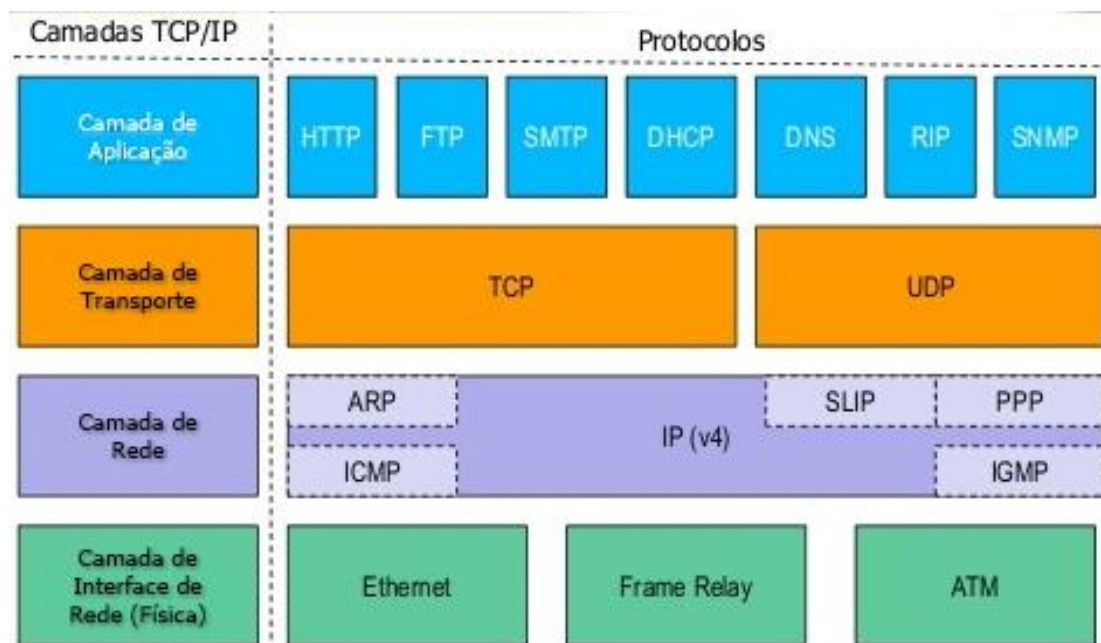 Camadas TCP/IP
Protocolos
Camada de
Aplicação
HTTP
FTP
SMTP
DHCP
DNS
RIP
SNMP
Camada de
Transporte
TCP
UDP
Camada de
Rede
ARP
SLIP
PPP
IP (v4)
ICMP
IGMP
Camada de
Interface de
Rede (Física)
Ethernet
Frame Relay
ATM